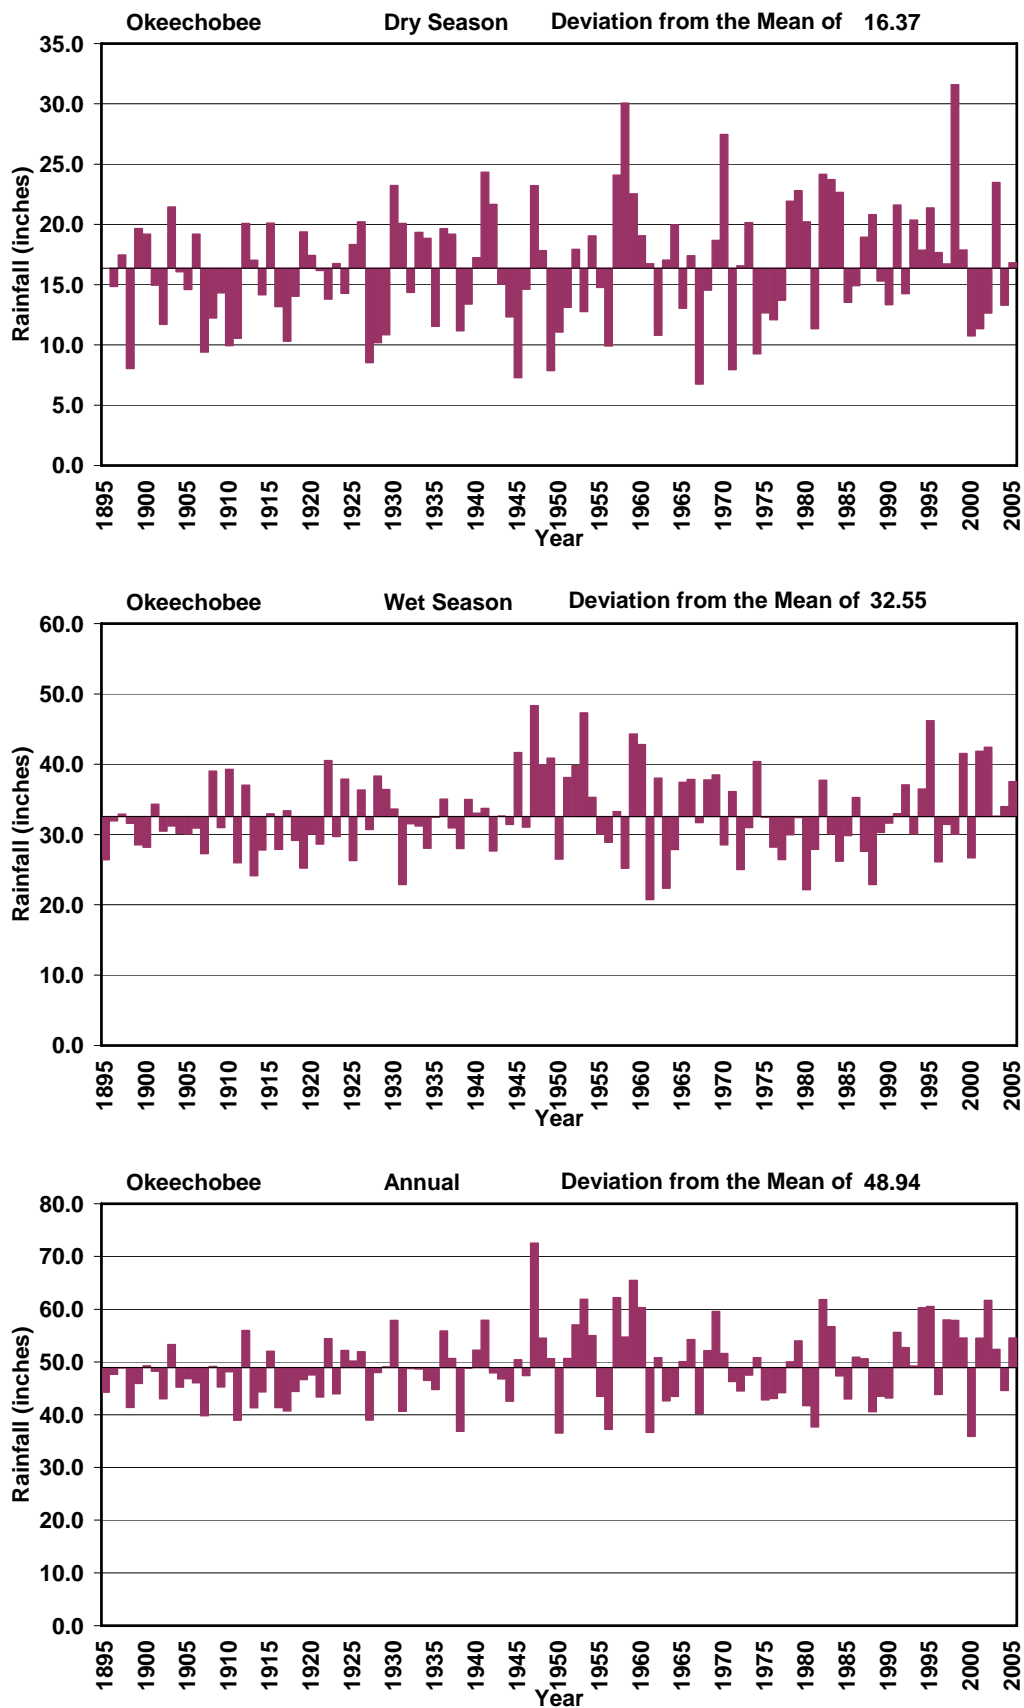 Okeechobee Dry Season Deviation from the Mean of 16.37
35.0
30.0
25.0
20.0
15.0
10.0
5.0
0.0
Rainfall (inches)
1895 1900 1905 1910 1915 1920 1925 1930 1935 1940 1945 1950 1955 1960 1965 1970 1975 1980 1985 1990 1995 2000 2005
Year
Okeechobee Wet Season Deviation from the Mean of 32.55
60.0
50.0
40.0
30.0
20.0
10.0
0.0
Rainfall (inches)
1895 1900 1905 1910 1915 1920 1925 1930 1935 1940 1945 1950 1955 1960 1965 1970 1975 1980 1985 1990 1995 2000 2005
Year
Okeechobee Annual Deviation from the Mean of 48.94
80.0
70.0
60.0
50.0
40.0
30.0
20.0
10.0
0.0
Rainfall (inches)
1895 1900 1905 1910 1915 1920 1925 1930 1935 1940 1945 1950 1955 1960 1965 1970 1975 1980 1985 1990 1995 2000 2005
Year